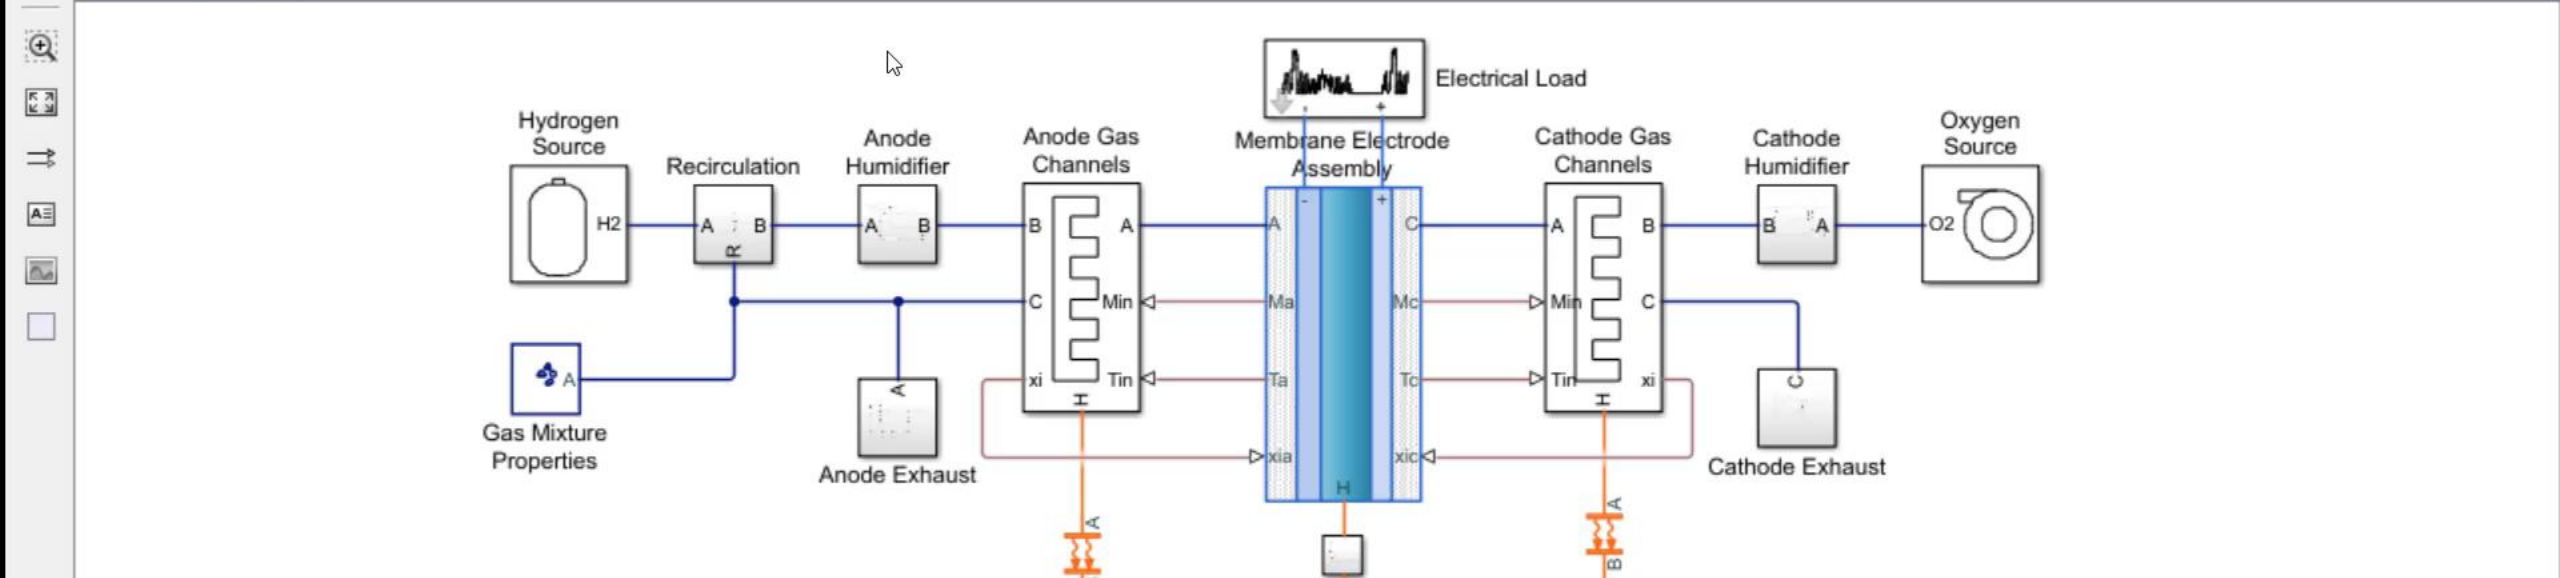 Electrical Load
- +
Hydrogen
Source
Recirculation
Anode
Humidifier
Anode Gas
Channels
Membrane Electrode
Assembly
Cathode Gas
Channels
Cathode
Humidifier
Oxygen
Source
H2
A B
R
A B
B A
C Min
xi Tin
H
- +
A C
Ma Mc
Ta Tc
xia xic
H
A B
Min C
Tin xi
H
B A
O2
A
Gas Mixture
Properties
A
Anode Exhaust
C
Cathode Exhaust
A
A
B